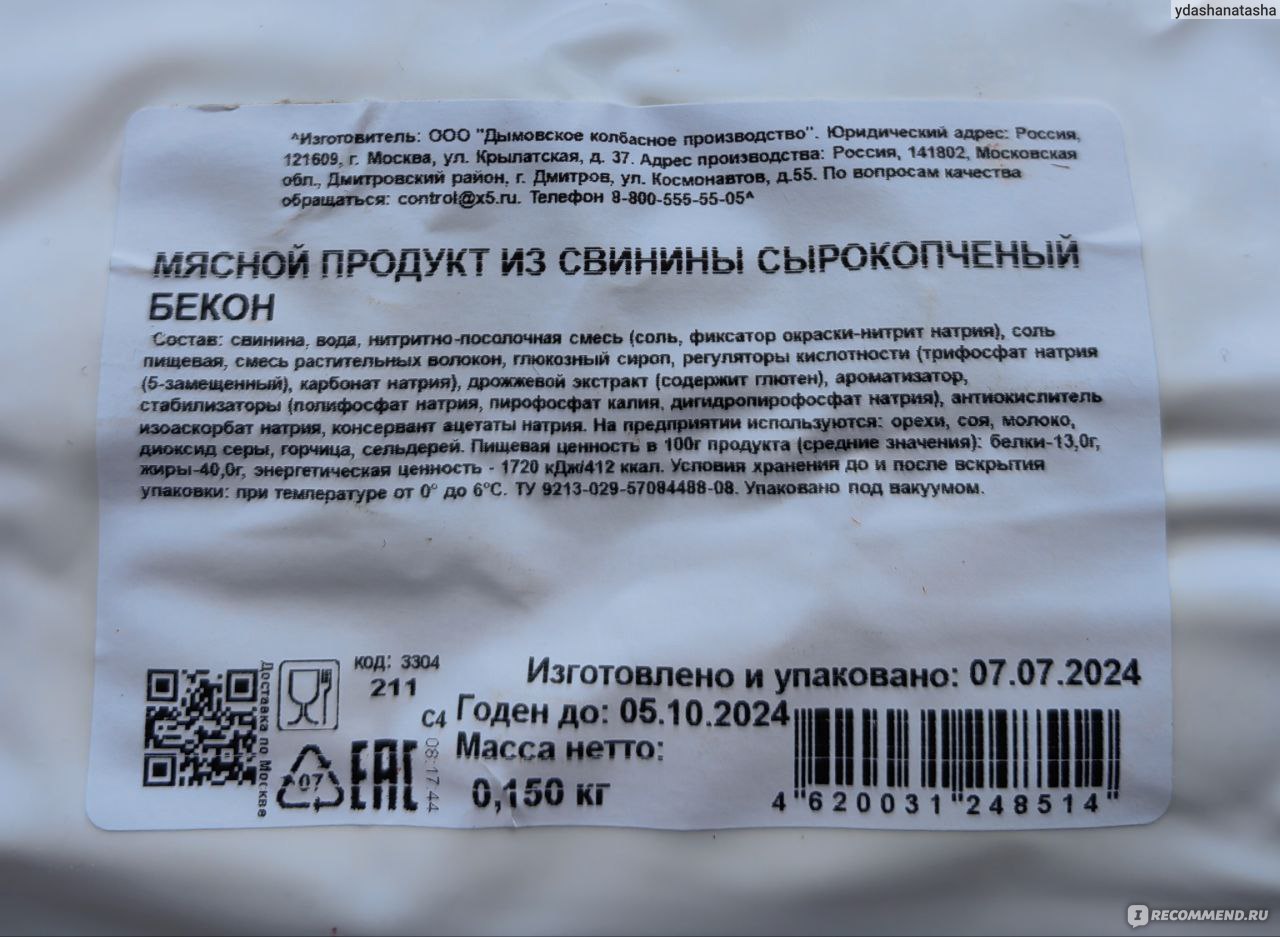 ydashanatasha
^Изготовитель: ООО "Дымовское колбасное производство". Юридический адрес: Россия,
121609, г. Москва, ул. Крылатская, д. 37. Адрес производства: Россия, 141802, Московская
обл., Дмитровский район, г. Дмитров, ул. Космонавтов, д.55. По вопросам качества
обращаться: control@x5.ru. Телефон 8-800-555-55-05^
МЯСНОЙ ПРОДУКТ ИЗ СВИНИНЫ СЫРОКОПЧЕНЫЙ
БЕКОН
Состав: свинина, вода, нитритно-посолочная смесь (соль, фиксатор окраски-нитрит натрия), соль
пищевая, смесь растительных волокон, глюкозный сироп, регуляторы кислотности (трифосфат натрия
(5-замещенный), карбонат натрия), дрожжевой экстракт (содержит глютен), ароматизатор,
стабилизаторы (полифосфат натрия, пирофосфат калия, дигидропирофосфат натрия), антиокислитель
изоаскорбат натрия, консервант ацетаты натрия. На предприятии используются: орехи, соя, молоко,
диоксид серы, горчица, сельдерей. Пищевая ценность в 100г продукта (средние значения): белки-13,0г,
жиры-40,0г, энергетическая ценность - 1720 кДж/412 ккал. Условия хранения до и после вскрытия
упаковки: при температуре от 0° до 6°С. ТУ 9213-029-57084488-08. Упаковано под вакуумом.
Доставка по Москве
код: 3304
211
С4
07
EAC
08:17:44
Изготовлено и упаковано: 07.07.2024
Годен до: 05.10.2024
Масса нетто:
0,150 кг
4"620031"248514"
I RECOMMEND.RU